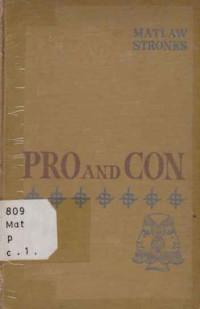 MATLAW
STRONKS
PRO AND CON
809
Mat
p
c.1.